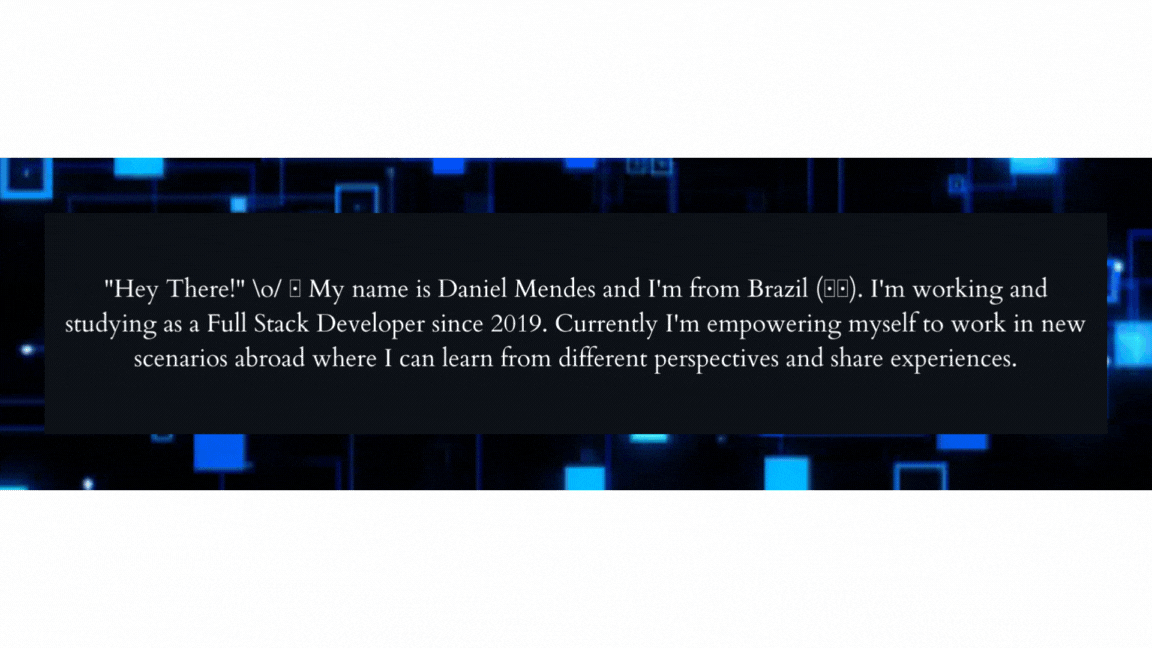 "Hey There!" \o/ My name is Daniel Mendes and I'm from Brazil (). I'm working and
studying as a Full Stack Developer since 2019. Currently I'm empowering myself to work in new
scenarios abroad where I can learn from different perspectives and share experiences.